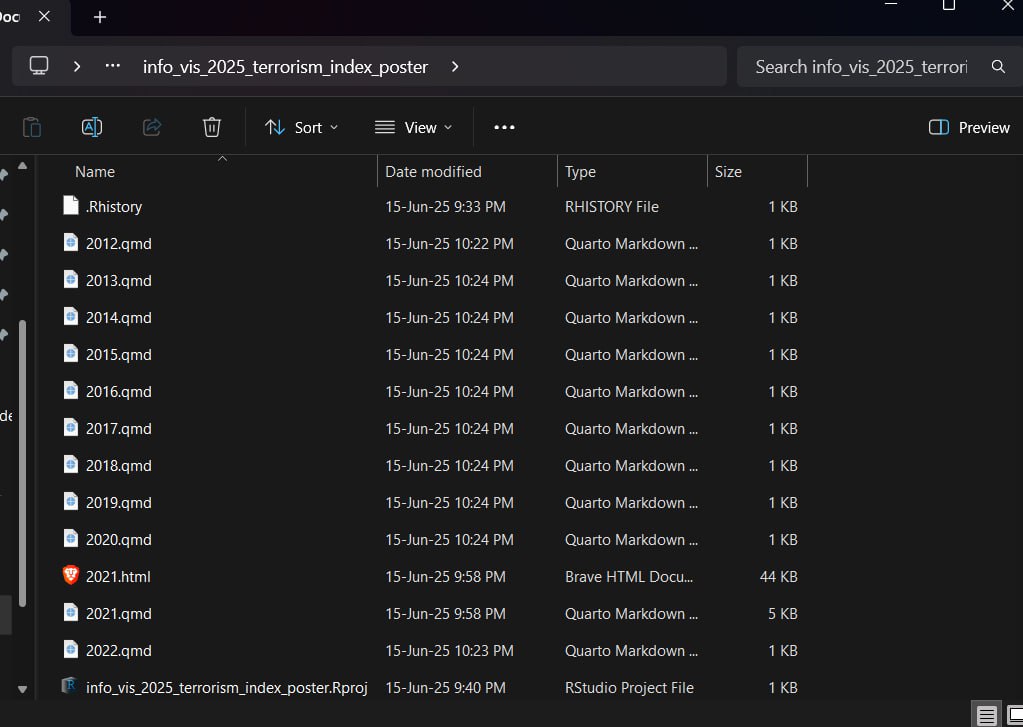 Doc
info_vis_2025_terrorism_index_poster
Search info_vis_2025_terrori
Sort View Preview
Name Date modified Type Size
.Rhistory 15-Jun-25 9:33 PM RHISTORY File 1 KB
2012.qmd 15-Jun-25 10:22 PM Quarto Markdown ... 1 KB
2013.qmd 15-Jun-25 10:24 PM Quarto Markdown ... 1 KB
2014.qmd 15-Jun-25 10:24 PM Quarto Markdown ... 1 KB
2015.qmd 15-Jun-25 10:24 PM Quarto Markdown ... 1 KB
2016.qmd 15-Jun-25 10:24 PM Quarto Markdown ... 1 KB
2017.qmd 15-Jun-25 10:24 PM Quarto Markdown ... 1 KB
2018.qmd 15-Jun-25 10:24 PM Quarto Markdown ... 1 KB
2019.qmd 15-Jun-25 10:24 PM Quarto Markdown ... 1 KB
2020.qmd 15-Jun-25 10:24 PM Quarto Markdown ... 1 KB
2021.html 15-Jun-25 9:58 PM Brave HTML Docu... 44 KB
2021.qmd 15-Jun-25 9:58 PM Quarto Markdown ... 5 KB
2022.qmd 15-Jun-25 10:23 PM Quarto Markdown ... 1 KB
info_vis_2025_terrorism_index_poster.Rproj 15-Jun-25 9:40 PM RStudio Project File 1 KB